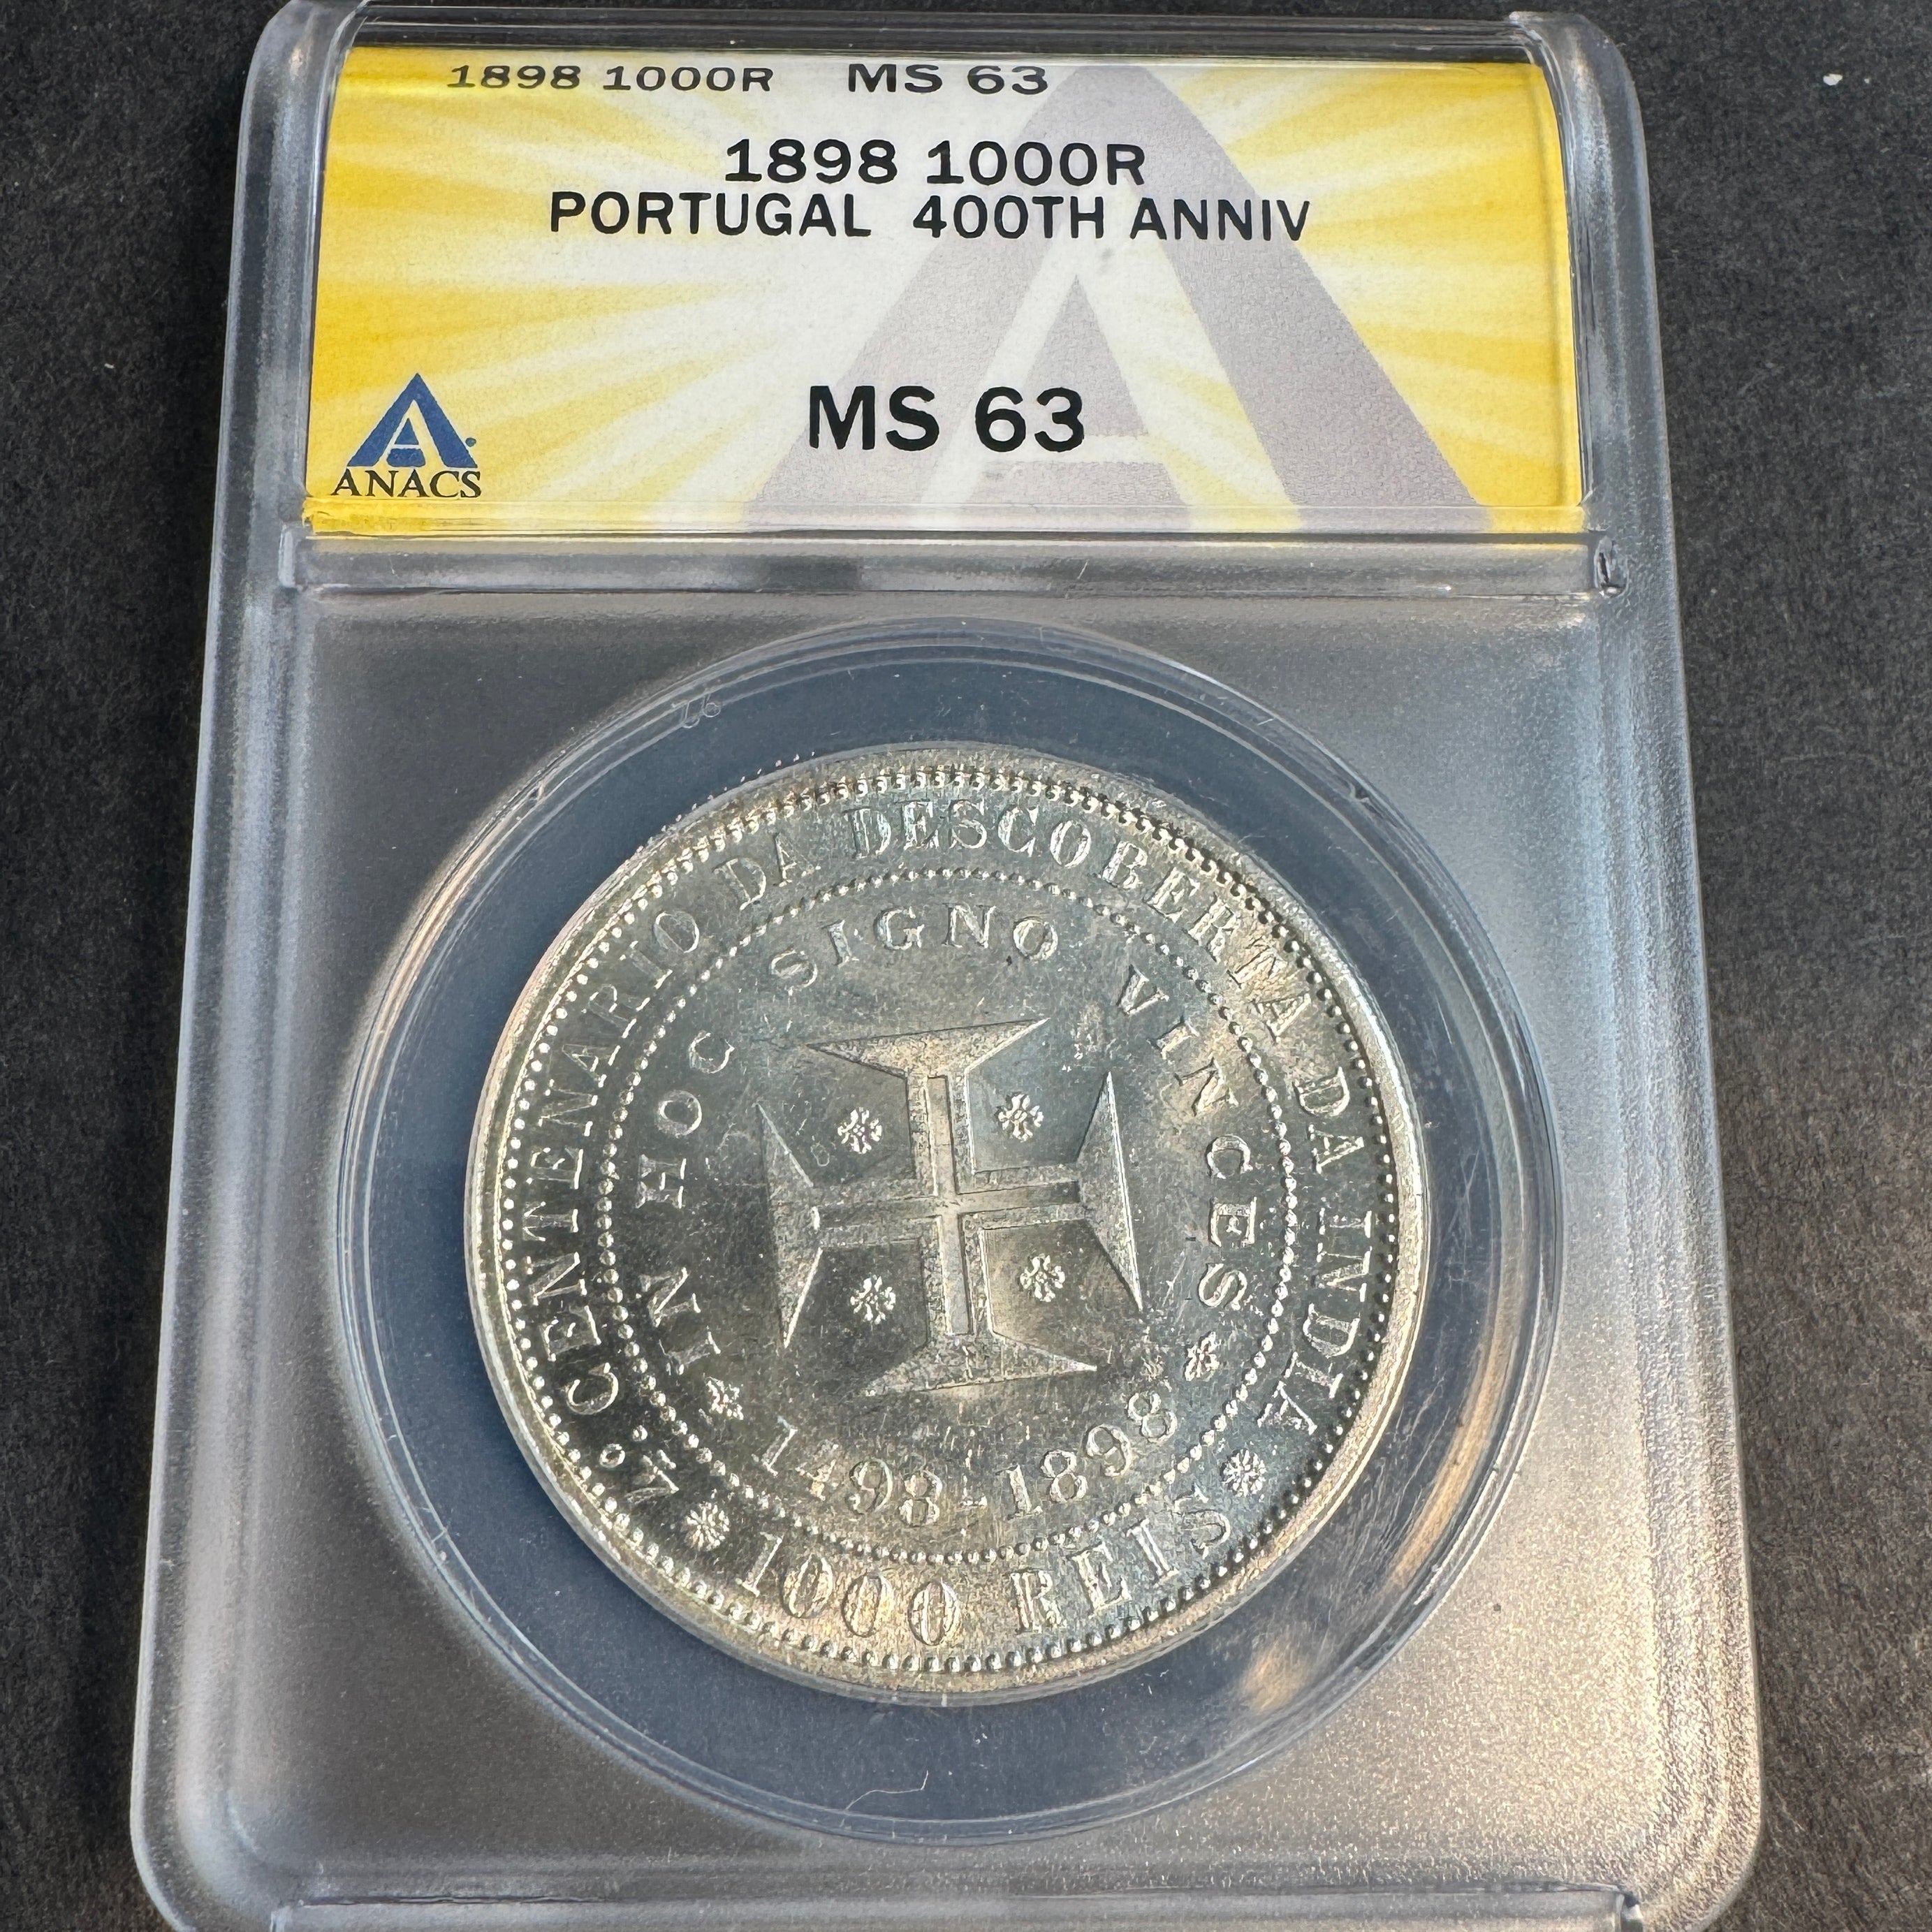 1898 1000R MS 63
1898 1000R
PORTUGAL 400TH ANNIV
MS 63
ANACS
4.º CENTENARIO DA DESCOBERTA DA INDIA
IN HOC SIGNO VINCES
1498-1898
1000 REIS